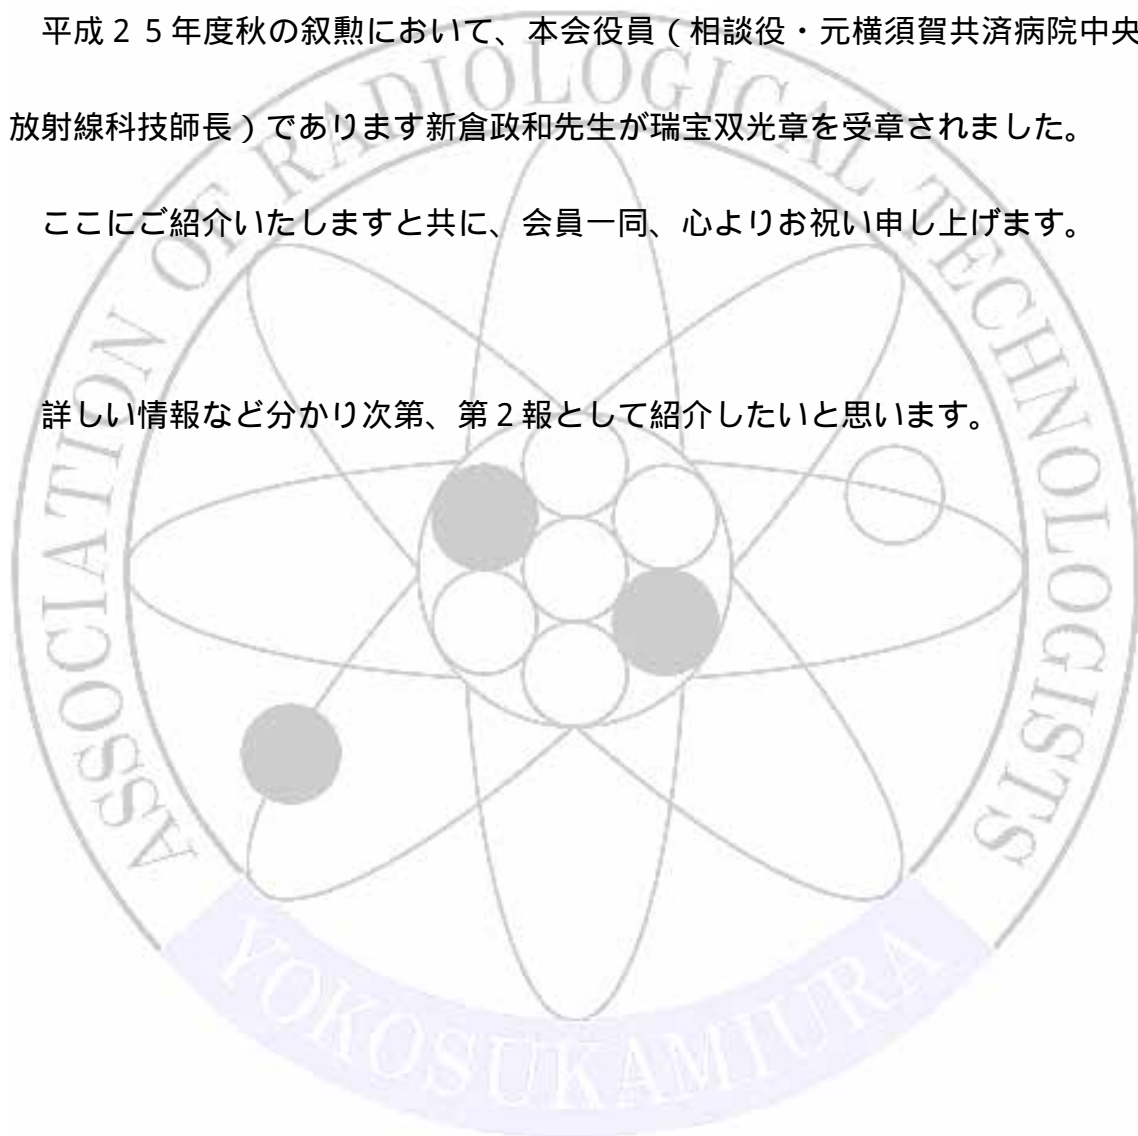 平成２５年度秋の叙勲において、本会役員（相談役・元横須賀共済病院中央
放射線科技師長）であります新倉政和先生が瑞宝双光章を受章されました。
ここにご紹介いたしますと共に、会員一同、心よりお祝い申し上げます。
詳しい情報など分かり次第、第２報として紹介したいと思います。
ASSOCIATION OF RADIOLOGICAL TECHNOLOGISTS
YOKOSUKAMIURA